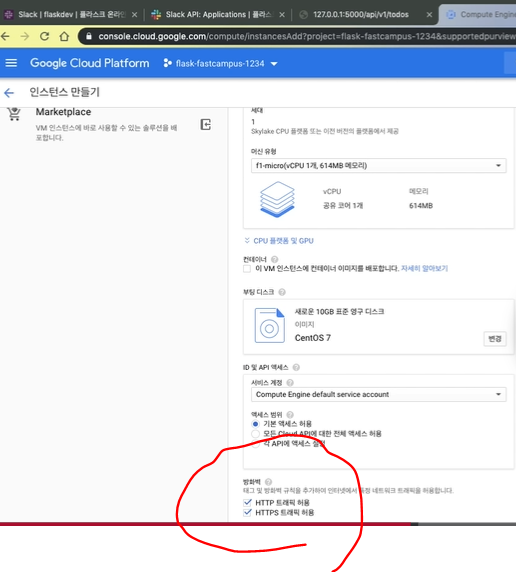 Slack | flaskdev | 플라스크 온라인
Slack API: Applications | 플라스
127.0.0.1:5000/api/v1/todos
Compute Engine
console.cloud.google.com/compute/instancesAdd?project=flask-fastcampus-1234&supportedpurview
Google Cloud Platform
flask-fastcampus-1234
인스턴스 만들기
Marketplace
VM 인스턴스에 바로 사용할 수 있는 솔루션을 배
포합니다.
세대
1
Skylake CPU 플랫폼 또는 이전 버전의 플랫폼에서 제공
머신 유형
f1-micro(vCPU 1개, 614MB 메모리)
vCPU
메모리
공유 코어 1개
614MB
CPU 플랫폼 및 GPU
컨테이너
이 VM 인스턴스에 컨테이너 이미지를 배포합니다. 자세히 알아보기
부팅 디스크
새로운 10GB 표준 영구 디스크
이미지
CentOS 7
변경
ID 및 API 액세스
서비스 계정
Compute Engine default service account
액세스 범위
기본 액세스 허용
모든 Cloud API에 대한 전체 액세스 허용
각 API에 액세스 설정
방화벽
태그 및 방화벽 규칙을 추가하여 인터넷에서 특정 네트워크 트래픽을 허용합니다.
HTTP 트래픽 허용
HTTPS 트래픽 허용